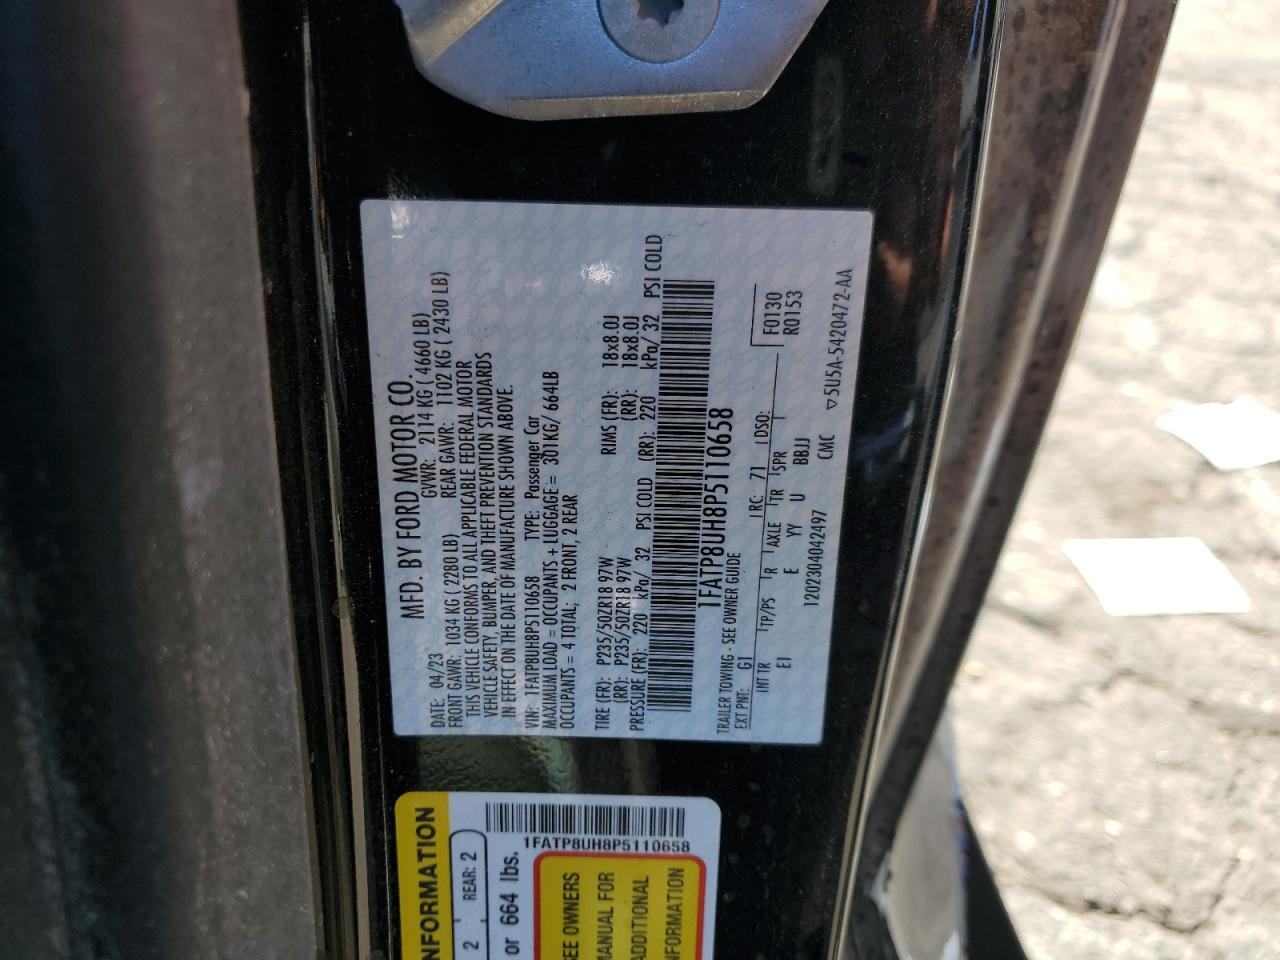 MFD. BY FORD MOTOR CO.
DATE: 04/23 GVWR: 2114 KG ( 4660 LB)
FRONT GAWR: 1034 KG ( 2280 LB) REAR GAWR: 1102 KG ( 2430 LB)
THIS VEHICLE CONFORMS TO ALL APPLICABLE FEDERAL MOTOR
VEHICLE SAFETY, BUMPER, AND THEFT PREVENTION STANDARDS
IN EFFECT ON THE DATE OF MANUFACTURE SHOWN ABOVE.
VIN: 1FATP8UH8P5110658 TYPE: Passenger Car
MAXIMUM LOAD = OCCUPANTS + LUGGAGE = 301KG/ 664LB
OCCUPANTS = 4 TOTAL; 2 FRONT, 2 REAR
TIRE (FR): P235/50ZR18 97W RIMS (FR): 18x8.0J
(RR): P235/50ZR18 97W (RR): 18x8.0J
PRESSURE (FR): 220 kPa/ 32 PSI COLD (RR): 220 kPa/ 32 PSI COLD
1FATP8UH8P5110658
TRAILER TOWING - SEE OWNER GUIDE
EXT PNT: G1 RC: 71 DSO: F0130
R0153
INT TR TP/PS R AXLE TR SPR
EJ E YY U BBJJ
1202304042497 CMC ▽5U5A-5420472-AA
NFORMATION
2 REAR: 2
or 664 lbs.
1FATP8UH8P5110658
SEE OWNERS
MANUAL FOR
ADDITIONAL
NFORMATION